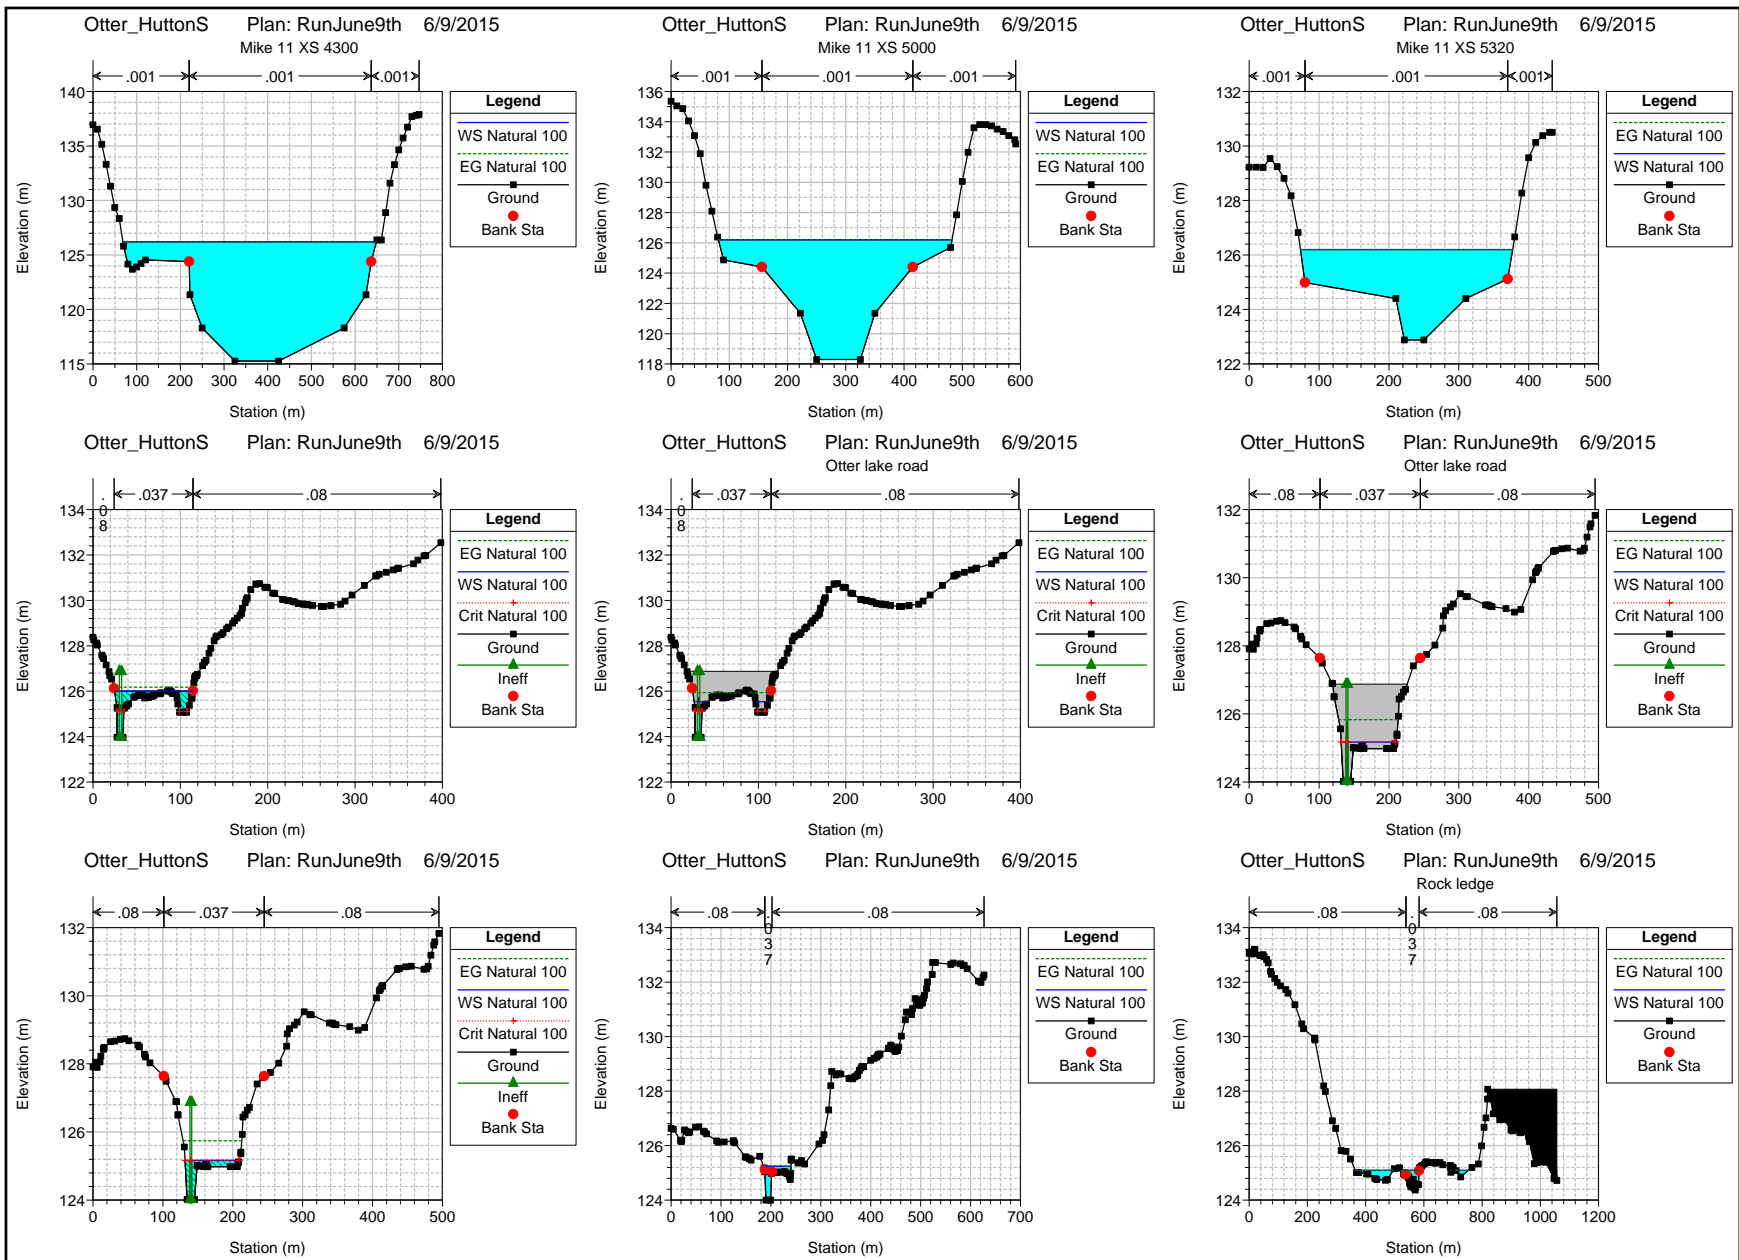 Otter_HuttonS Plan: RunJune9th 6/9/2015
Mike 11 XS 4300
.001 .001 .001
Legend
WS Natural 100
EG Natural 100
Ground
Bank Sta
Elevation (m)
140
135
130
125
120
115
0 100 200 300 400 500 600 700 800
Station (m)
Otter_HuttonS Plan: RunJune9th 6/9/2015
Mike 11 XS 5000
.001 .001 .001
Legend
WS Natural 100
EG Natural 100
Ground
Bank Sta
Elevation (m)
136
134
132
130
128
126
124
122
120
118
0 100 200 300 400 500 600
Station (m)
Otter_HuttonS Plan: RunJune9th 6/9/2015
Mike 11 XS 5320
.001 .001 .001
Legend
EG Natural 100
WS Natural 100
Ground
Bank Sta
Elevation (m)
132
130
128
126
124
122
0 100 200 300 400 500
Station (m)
Otter_HuttonS Plan: RunJune9th 6/9/2015
.08 .037 .08
Legend
EG Natural 100
WS Natural 100
Crit Natural 100
Ground
Ineff
Bank Sta
Elevation (m)
134
132
130
128
126
124
122
0 100 200 300 400
Station (m)
Otter_HuttonS Plan: RunJune9th 6/9/2015
Otter lake road
.08 .037 .08
Legend
EG Natural 100
WS Natural 100
Crit Natural 100
Ground
Ineff
Bank Sta
Elevation (m)
134
132
130
128
126
124
122
0 100 200 300 400
Station (m)
Otter_HuttonS Plan: RunJune9th 6/9/2015
Otter lake road
.08 .037 .08
Legend
EG Natural 100
WS Natural 100
Crit Natural 100
Ground
Ineff
Bank Sta
Elevation (m)
132
130
128
126
124
0 100 200 300 400 500
Station (m)
Otter_HuttonS Plan: RunJune9th 6/9/2015
.08 .037 .08
Legend
EG Natural 100
WS Natural 100
Crit Natural 100
Ground
Ineff
Bank Sta
Elevation (m)
132
130
128
126
124
0 100 200 300 400 500
Station (m)
Otter_HuttonS Plan: RunJune9th 6/9/2015
.08 .037 .08
Legend
EG Natural 100
WS Natural 100
Ground
Bank Sta
Elevation (m)
134
132
130
128
126
124
0 100 200 300 400 500 600 700
Station (m)
Otter_HuttonS Plan: RunJune9th 6/9/2015
Rock ledge
.08 .037 .08
Legend
EG Natural 100
WS Natural 100
Ground
Bank Sta
Elevation (m)
134
132
130
128
126
124
0 200 400 600 800 1000 1200
Station (m)